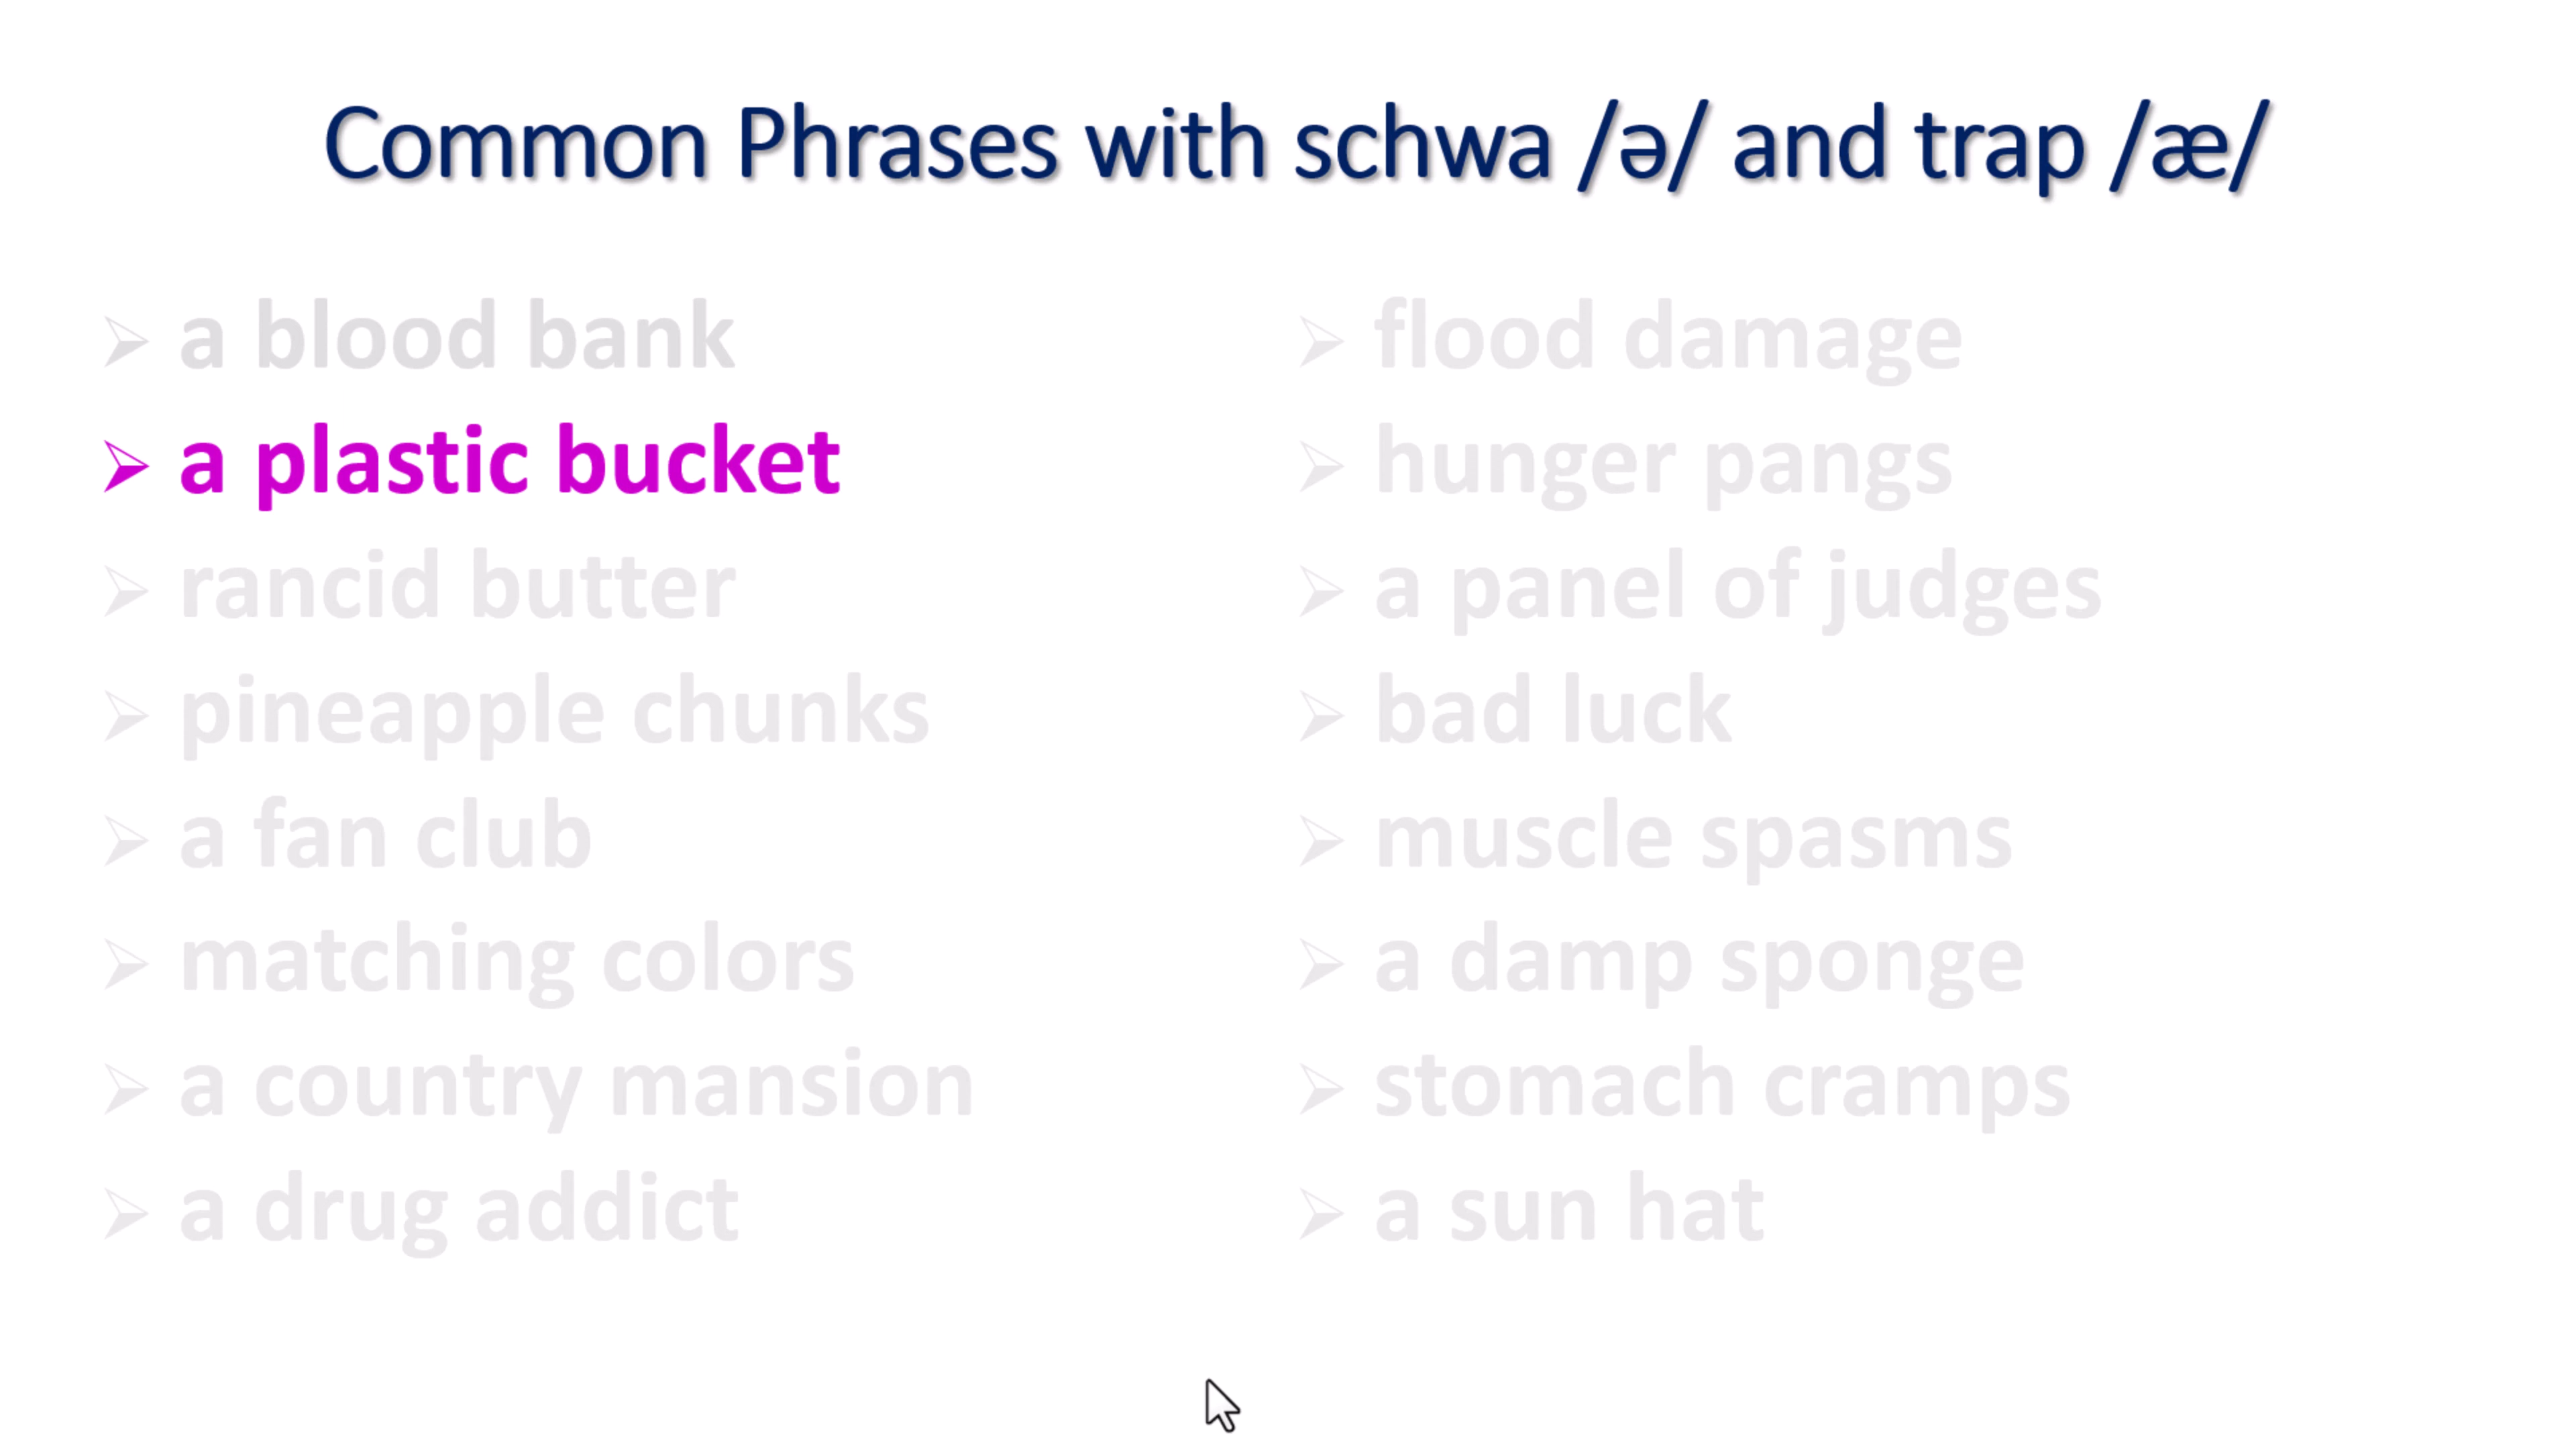 Common Phrases with schwa /ə/ and trap /æ/
➢ a blood bank
➢ a plastic bucket
➢ rancid butter
➢ pineapple chunks
➢ a fan club
➢ matching colors
➢ a country mansion
➢ a drug addict
➢ flood damage
➢ hunger pangs
➢ a panel of judges
➢ bad luck
➢ muscle spasms
➢ a damp sponge
➢ stomach cramps
➢ a sun hat